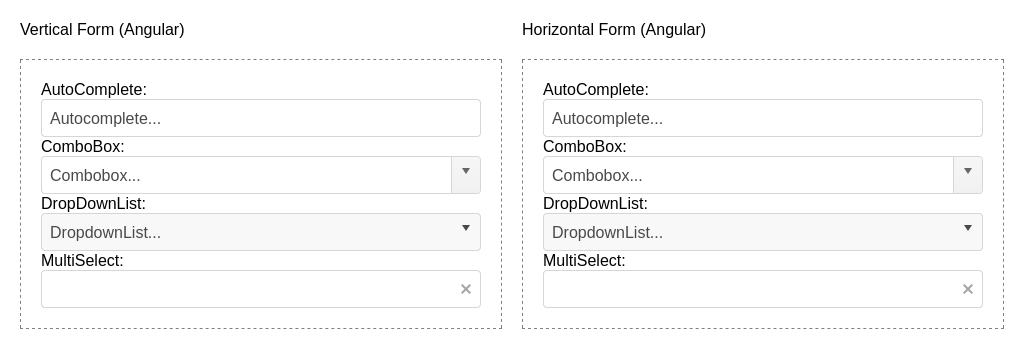 Vertical Form (Angular)
AutoComplete:
Autocomplete...
ComboBox:
Combobox...
DropDownList:
DropdownList...
MultiSelect:
Horizontal Form (Angular)
AutoComplete:
Autocomplete...
ComboBox:
Combobox...
DropDownList:
DropdownList...
MultiSelect: